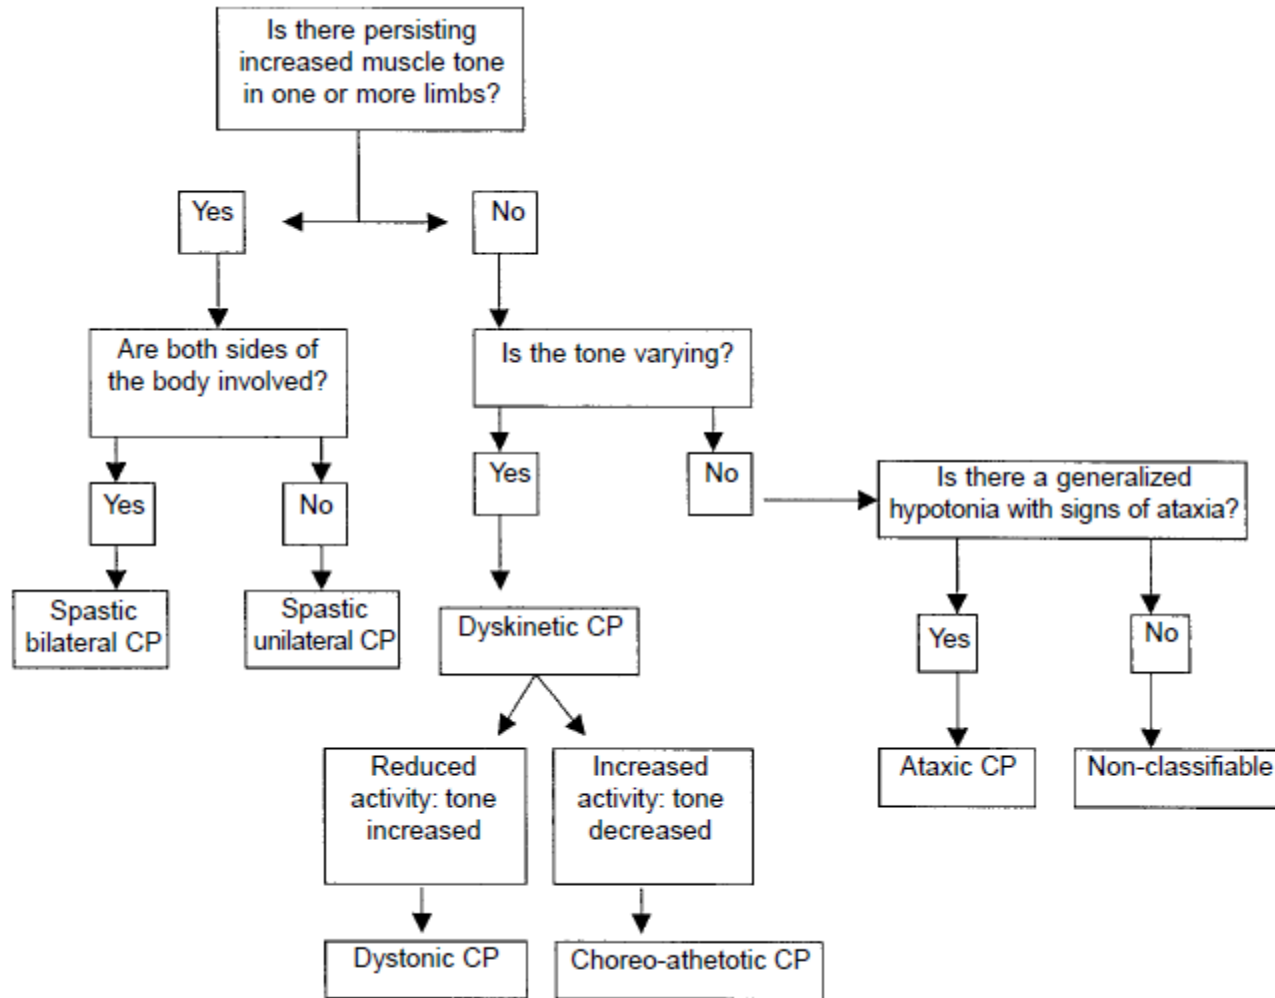 Is there persisting
increased muscle tone
in one or more limbs?
Yes
No
Are both sides of
the body involved?
Is the tone varying?
Yes
No
Yes
No
Is there a generalized
hypotonia with signs of ataxia?
Spastic
bilateral CP
Spastic
unilateral CP
Dyskinetic CP
Yes
No
Reduced
activity: tone
increased
Increased
activity: tone
decreased
Ataxic CP
Non-classifiable
Dystonic CP
Choreo-athetotic CP